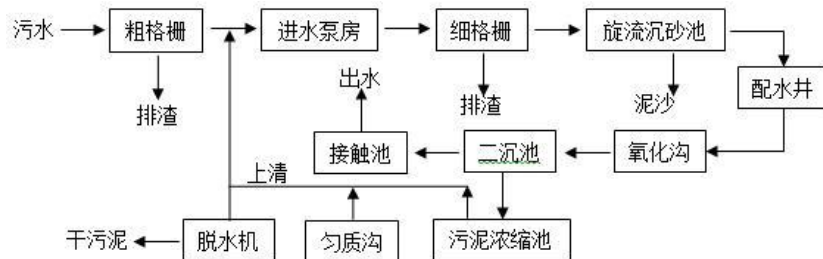 污水
粗格栅
进水泵房
细格栅
旋流沉砂池
排渣
出水
排渣
泥沙
配水井
接触池
二沉池
氧化沟
上清
干污泥
脱水机
匀质沟
污泥浓缩池